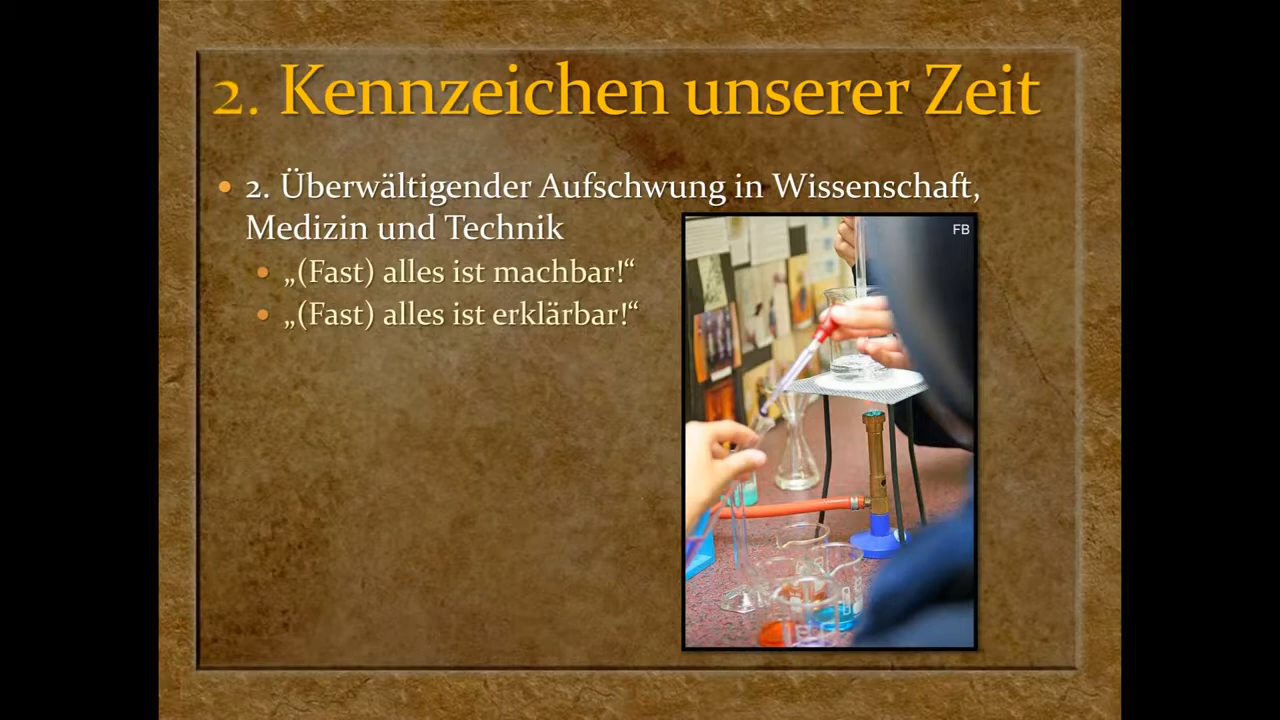 2. Kennzeichen unserer Zeit
2. Überwältigender Aufschwung in Wissenschaft,
Medizin und Technik
FB
„(Fast) alles ist machbar!“
„(Fast) alles ist erklärbar!“